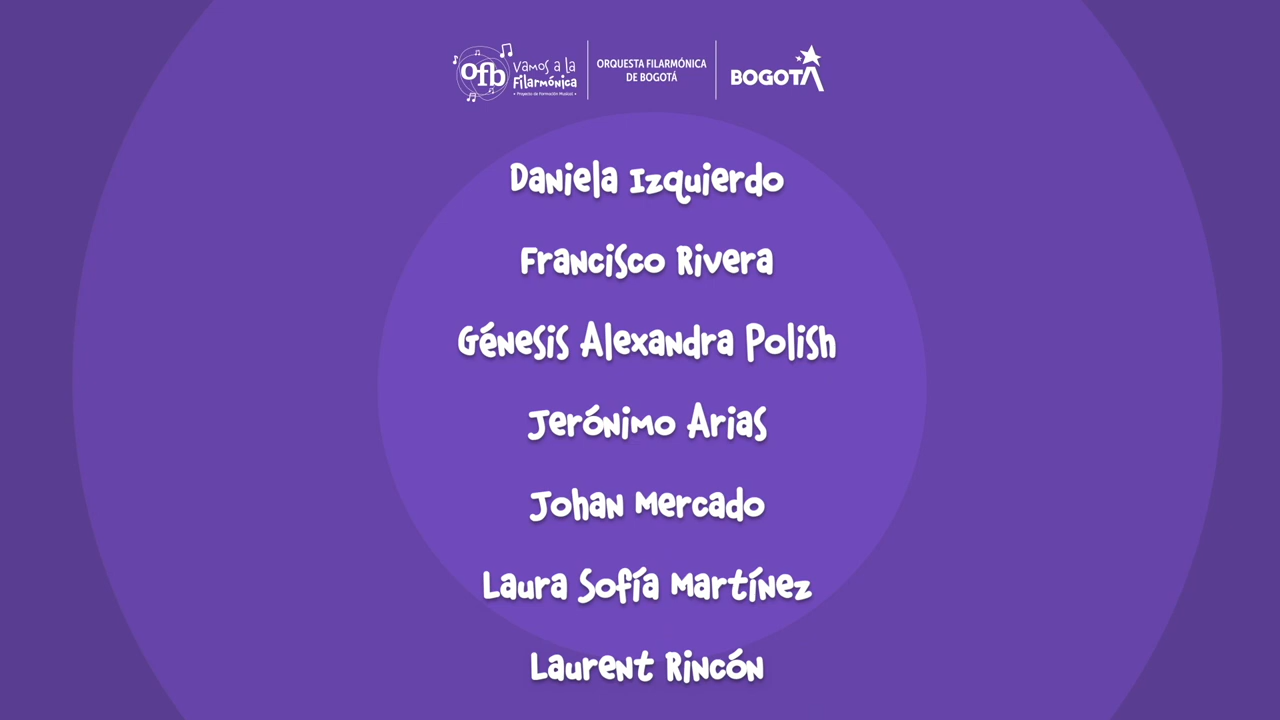 ofb
Vamos a la
Filarmónica
• Proyecto de Formación Musical •
ORQUESTA FILARMÓNICA
DE BOGOTÁ
BOGOTÁ
Daniela Izquierdo
Francisco Rivera
Génesis Alexandra Polish
Jerónimo Arias
Johan Mercado
Laura Sofía Martínez
Laurent Rincón